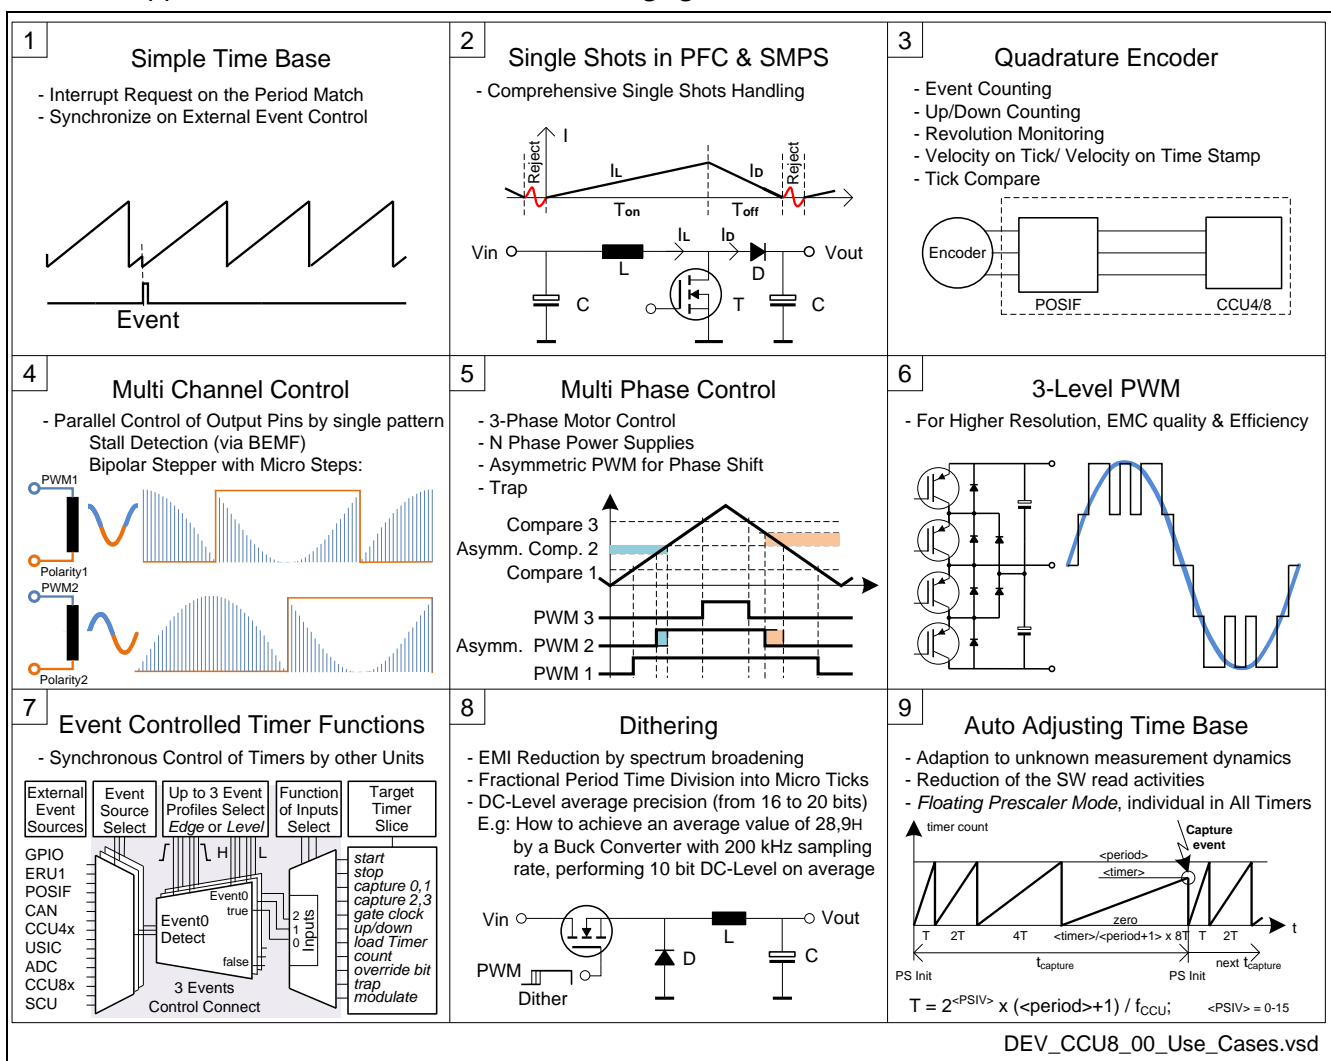 1
Simple Time Base
- Interrupt Request on the Period Match
- Synchronize on External Event Control
Event
2
Single Shots in PFC & SMPS
- Comprehensive Single Shots Handling
Reject
I
IL
ID
Reject
Ton
Toff
Vin
L
IL
ID
D
Vout
C
T
C
3
Quadrature Encoder
- Event Counting
- Up/Down Counting
- Revolution Monitoring
- Velocity on Tick/ Velocity on Time Stamp
- Tick Compare
Encoder
POSIF
CCU4/8
4
Multi Channel Control
- Parallel Control of Output Pins by single pattern
Stall Detection (via BEMF)
Bipolar Stepper with Micro Steps:
PWM1
Polarity1
PWM2
Polarity2
5
Multi Phase Control
- 3-Phase Motor Control
- N Phase Power Supplies
- Asymmetric PWM for Phase Shift
- Trap
Compare 3
Asymm. Comp. 2
Compare 1
PWM 3
Asymm. PWM 2
PWM 1
6
3-Level PWM
- For Higher Resolution, EMC quality & Efficiency
7
Event Controlled Timer Functions
- Synchronous Control of Timers by other Units
External
Event
Sources
Event
Source
Select
Up to 3 Event
Profiles Select
Edge or Level
Function
of Inputs
Select
Target
Timer
Slice
H
L
GPIO
ERU1
POSIF
CAN
CCU4x
USIC
ADC
CCU8x
SCU
Event0
Detect
Event0
true
false
2
1
0
Inputs
start
stop
capture 0,1
capture 2,3
gate clock
up/down
load Timer
count
override bit
trap
modulate
3 Events
Control Connect
8
Dithering
- EMI Reduction by spectrum broadening
- Fractional Period Time Division into Micro Ticks
- DC-Level average precision (from 16 to 20 bits)
E.g: How to achieve an average value of 28,9H
by a Buck Converter with 200 kHz sampling
rate, performing 10 bit DC-Level on average
Vin
L
Vout
PWM
Dither
D
C
9
Auto Adjusting Time Base
- Adaption to unknown measurement dynamics
- Reduction of the SW read activities
- Floating Prescaler Mode, individual in All Timers
timer count
Capture
event
<period>
<timer>
zero
t
T
2T
4T
<timer>/<period+1> x 8T
T
2T
tcapture
next tcapture
PS Init
PS Init
T = 2<PSIV> x (<period>+1) / fCCU;
<PSIV> = 0-15
DEV_CCU8_00_Use_Cases.vsd